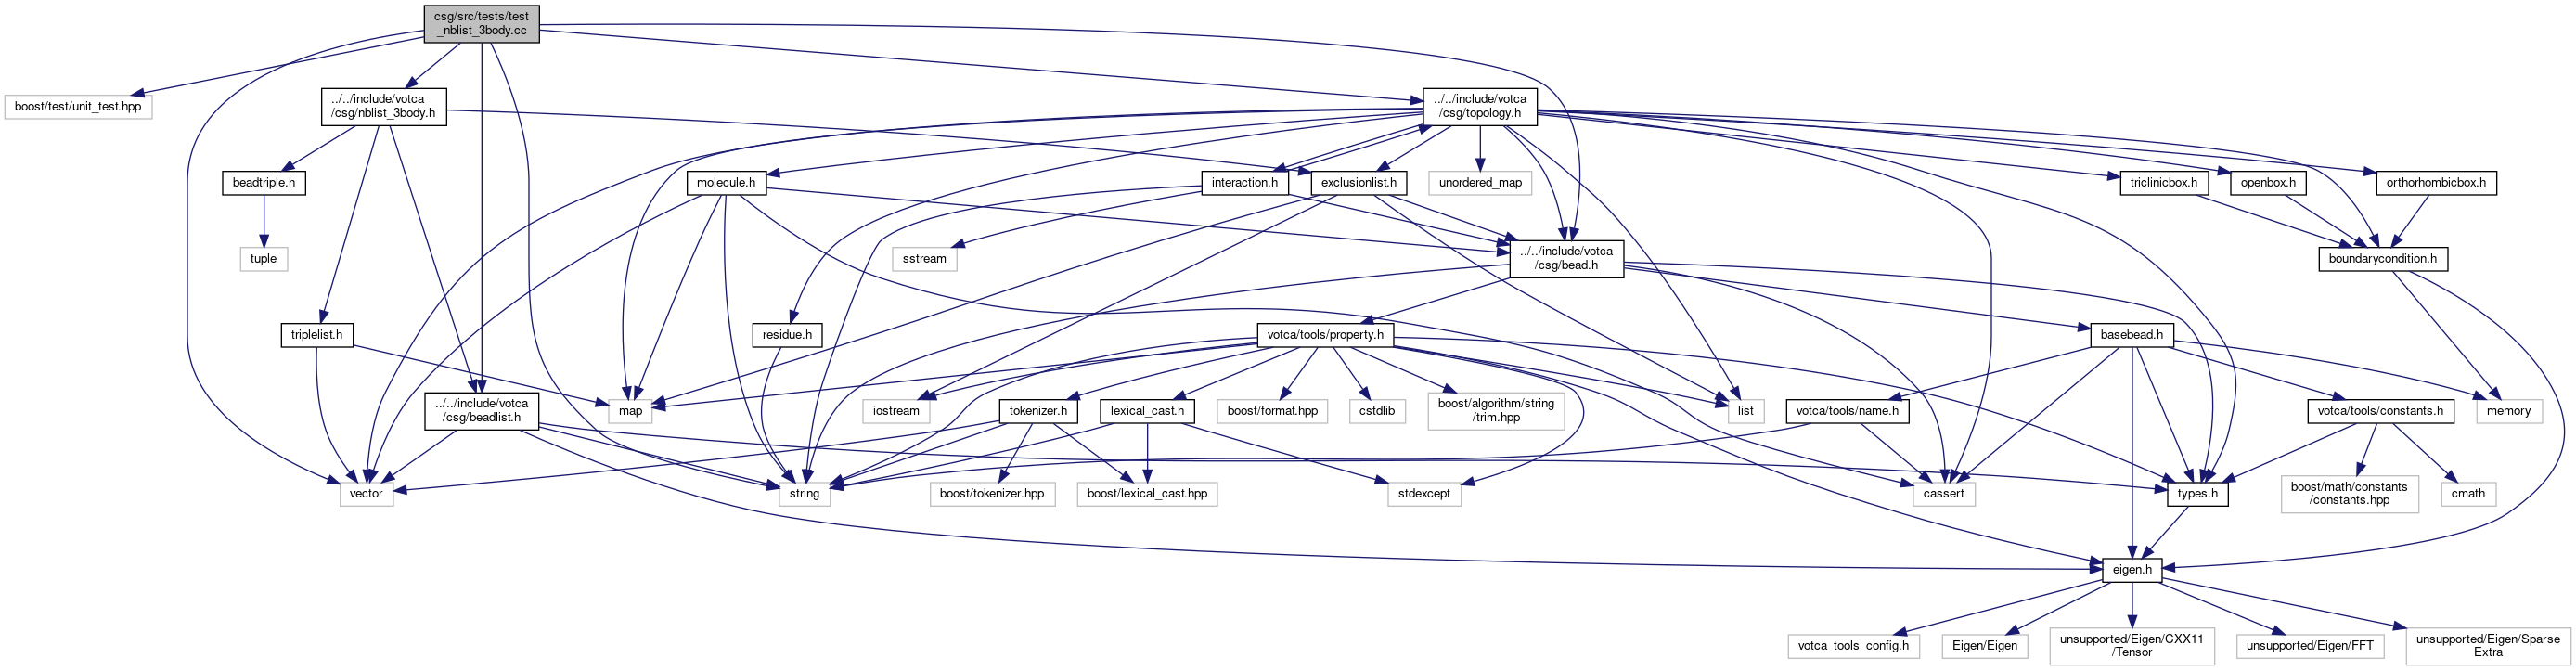 csg/src/tests/test
_nblist_3body.cc
boost/test/unit_test.hpp
../../include/votca
/csg/nblist_3body.h
../../include/votca
/csg/topology.h
beadtriple.h
molecule.h
interaction.h
exclusionlist.h
unordered_map
triclinicbox.h
openbox.h
orthorhombicbox.h
tuple
sstream
../../include/votca
/csg/bead.h
boundarycondition.h
triplelist.h
residue.h
votca/tools/property.h
basebead.h
../../include/votca
/csg/beadlist.h
map
iostream
tokenizer.h
lexical_cast.h
boost/format.hpp
cstdlib
boost/algorithm/string
/trim.hpp
list
votca/tools/name.h
votca/tools/constants.h
memory
vector
string
boost/tokenizer.hpp
boost/lexical_cast.hpp
stdexcept
cassert
types.h
boost/math/constants
/constants.hpp
cmath
eigen.h
votca_tools_config.h
Eigen/Eigen
unsupported/Eigen/CXX11
/Tensor
unsupported/Eigen/FFT
unsupported/Eigen/Sparse
Extra